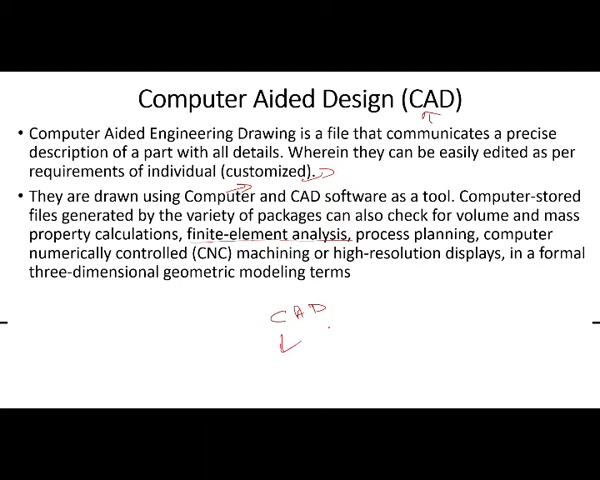 Computer Aided Design (CAD)
• Computer Aided Engineering Drawing is a file that communicates a precise
description of a part with all details. Wherein they can be easily edited as per
requirements of individual (customized).
• They are drawn using Computer and CAD software as a tool. Computer-stored
files generated by the variety of packages can also check for volume and mass
property calculations, finite-element analysis, process planning, computer
numerically controlled (CNC) machining or high-resolution displays, in a formal
three-dimensional geometric modeling terms
CAD